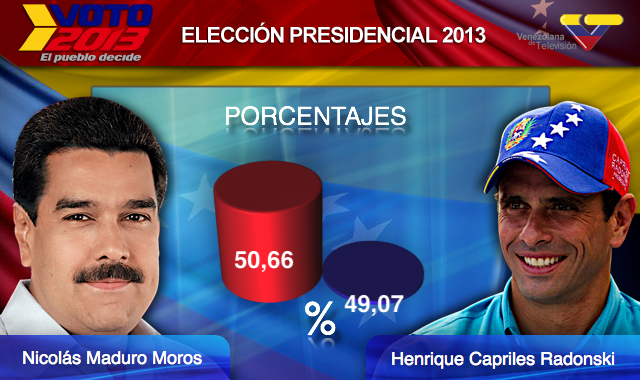 VOTO
2013
El pueblo decide
ELECCIÓN PRESIDENCIAL 2013
Venezolana
de Televisión
PORCENTAJES
50,66
49,07
%
Nicolás Maduro Moros
Henrique Capriles Radonski